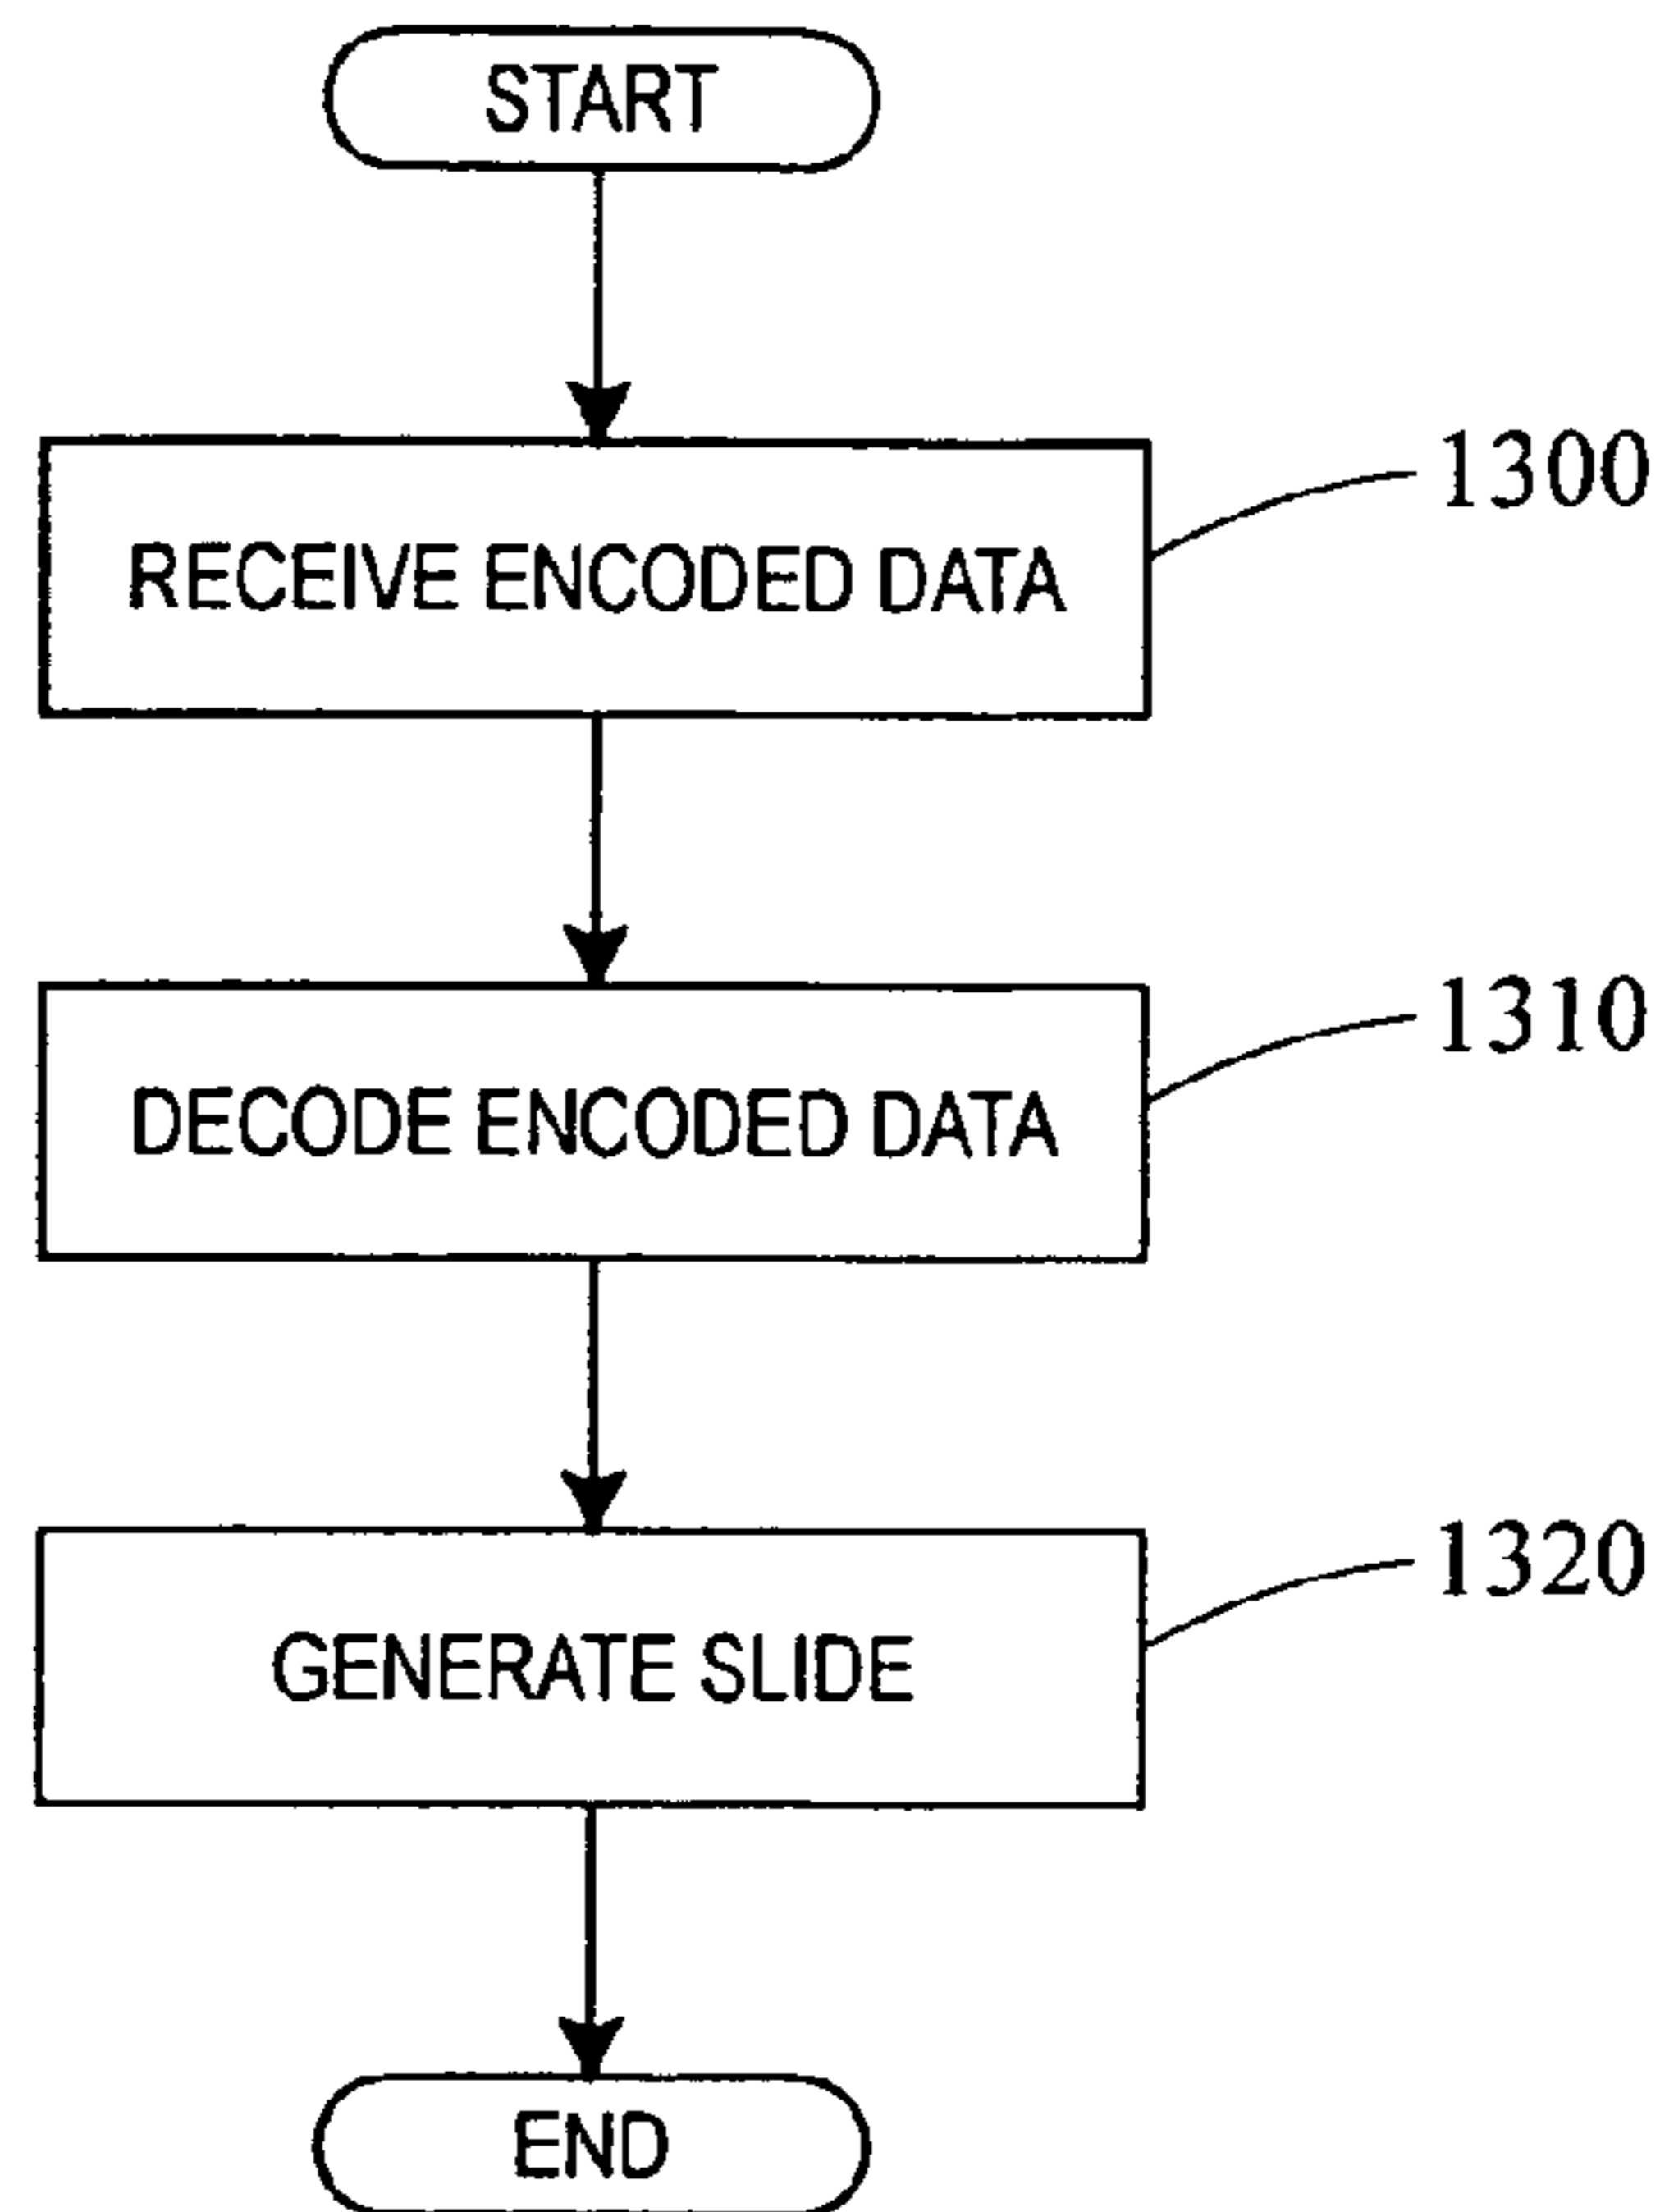 START
RECEIVE ENCODED DATA
1300
DECODE ENCODED DATA
1310
GENERATE SLIDE
1320
END